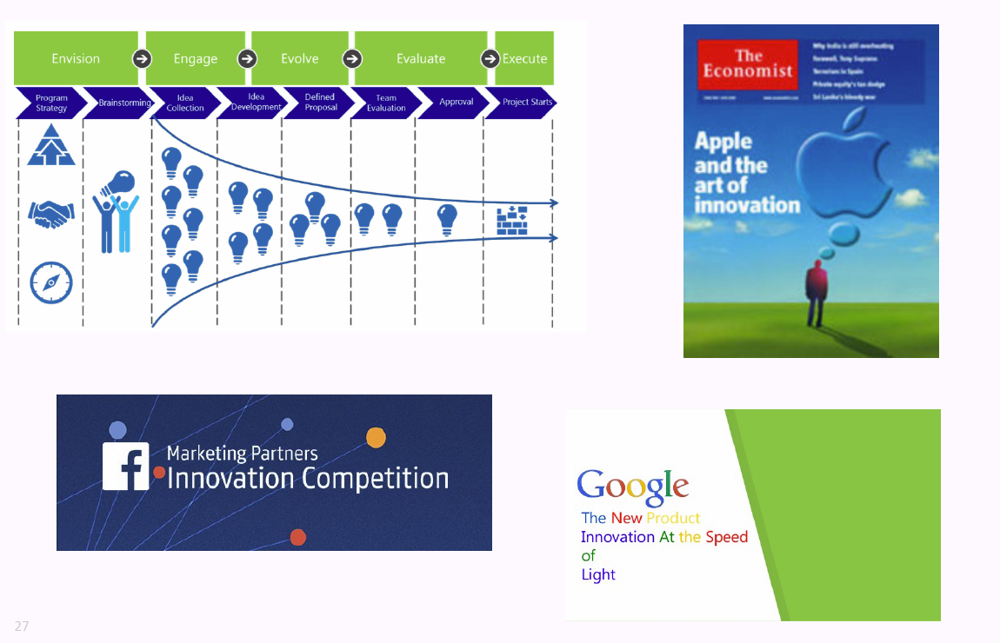 Envision Engage Evolve Evaluate Execute
Program
Strategy
Brainstorming
Idea
Collection
Idea
Development
Defined
Proposal
Team
Evaluation
Approval
Project Starts
The
Economist
Why India is still overheating
Farewell, Tony Soprano
Terrorism in Spain
Private equity's tax dodge
Sri Lanka's bloody war
Apple
and the
art of
innovation
f
Marketing Partners
Innovation Competition
Google
The New Product
Innovation At the Speed
of
Light
27